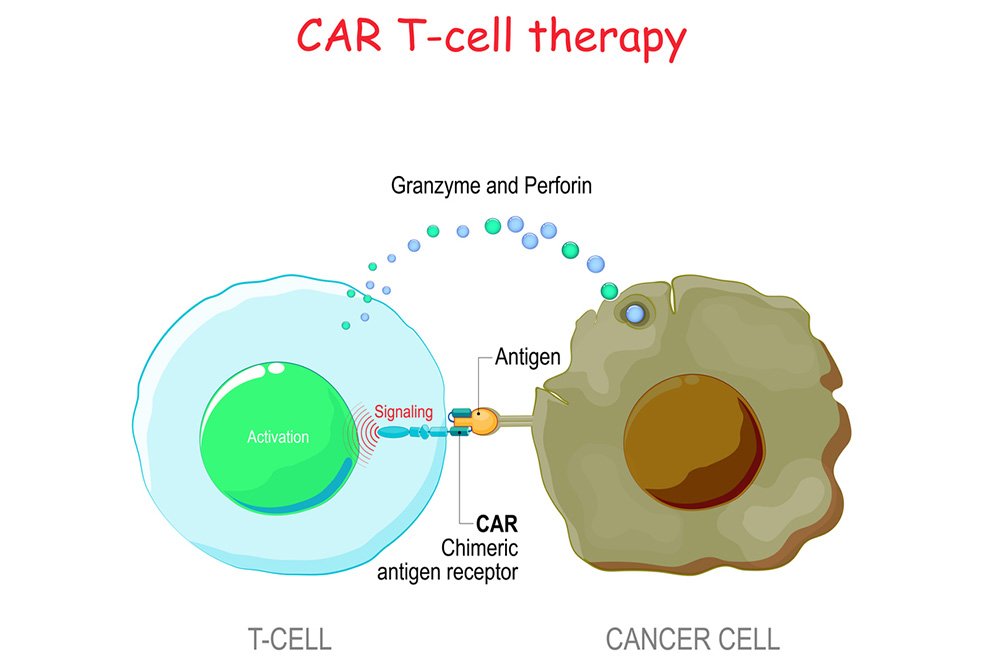 CAR T-cell therapy
Granzyme and Perforin
Antigen
Signaling
Activation
CAR
Chimeric
antigen receptor
T-CELL
CANCER CELL